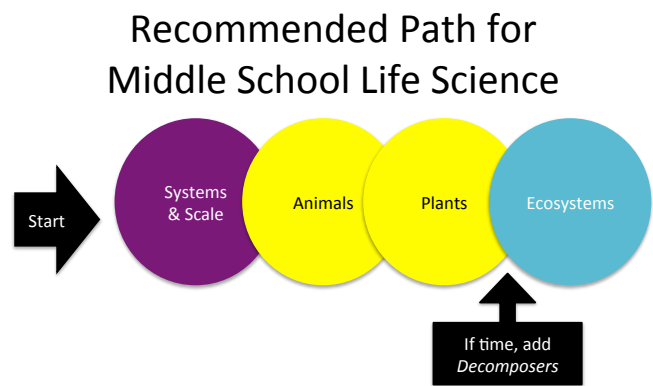 Recommended Path for
Middle School Life Science
Start
Systems
& Scale
Animals
Plants
Ecosystems
If time, add
Decomposers